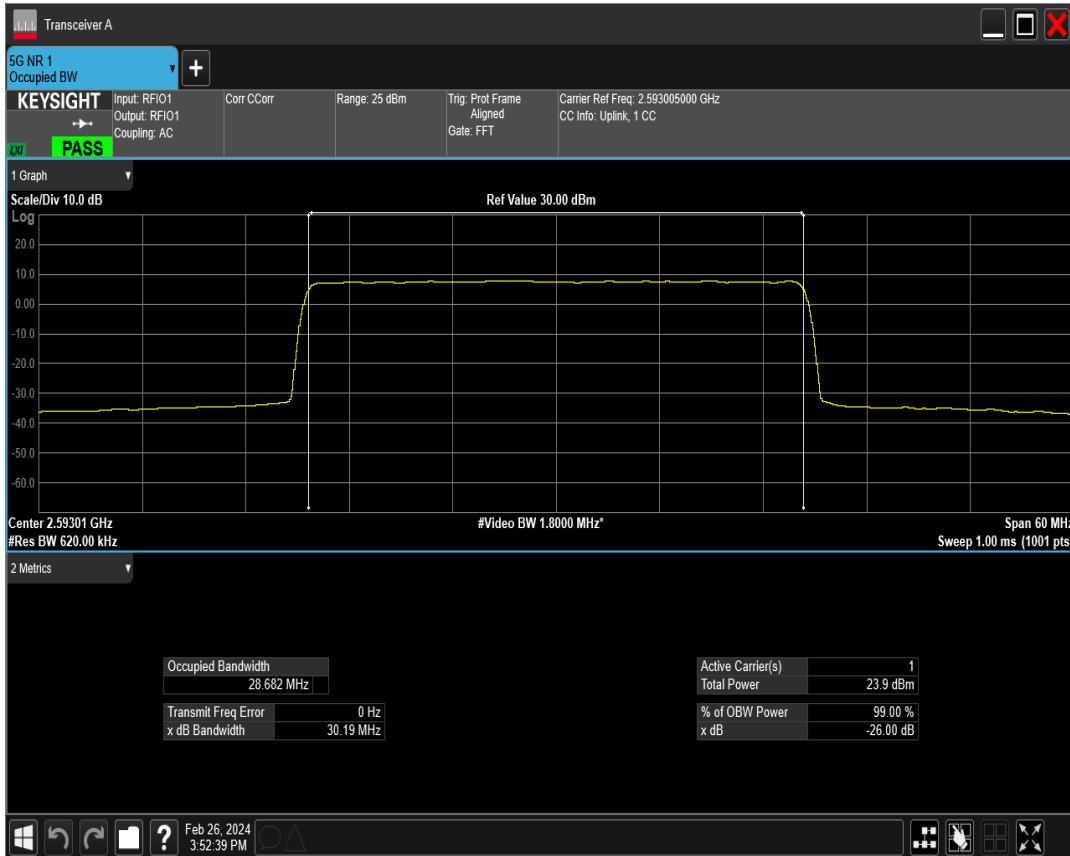 Transceiver A
5G NR 1
Occupied BW
+
KEYSIGHT
LXI
PASS
Input: RFIO1
Output: RFIO1
Coupling: AC
Corr CCorr
Range: 25 dBm
Trig: Prot Frame
Aligned
Gate: FFT
Carrier Ref Freq: 2.593005000 GHz
CC Info: Uplink, 1 CC
1 Graph
Scale/Div 10.0 dB
Ref Value 30.00 dBm
Log
20.0
10.0
0.00
-10.0
-20.0
-30.0
-40.0
-50.0
-60.0
Center 2.59301 GHz
#Video BW 1.8000 MHz*
Span 60 MHz
#Res BW 620.00 kHz
Sweep 1.00 ms (1001 pts
2 Metrics
Occupied Bandwidth
28.682 MHz
Transmit Freq Error 0 Hz
x dB Bandwidth 30.19 MHz
Active Carrier(s) 1
Total Power 23.9 dBm
% of OBW Power 99.00 %
x dB -26.00 dB
?
Feb 26, 2024
3:52:39 PM